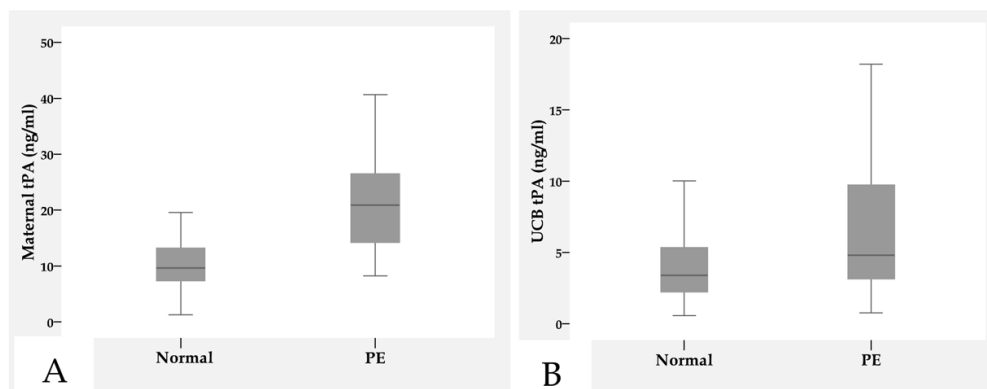 Maternal tPA (ng/ml)
50
40
30
20
10
0
Normal
PE
A
UCB tPA (ng/ml)
20
15
10
5
0
Normal
PE
B